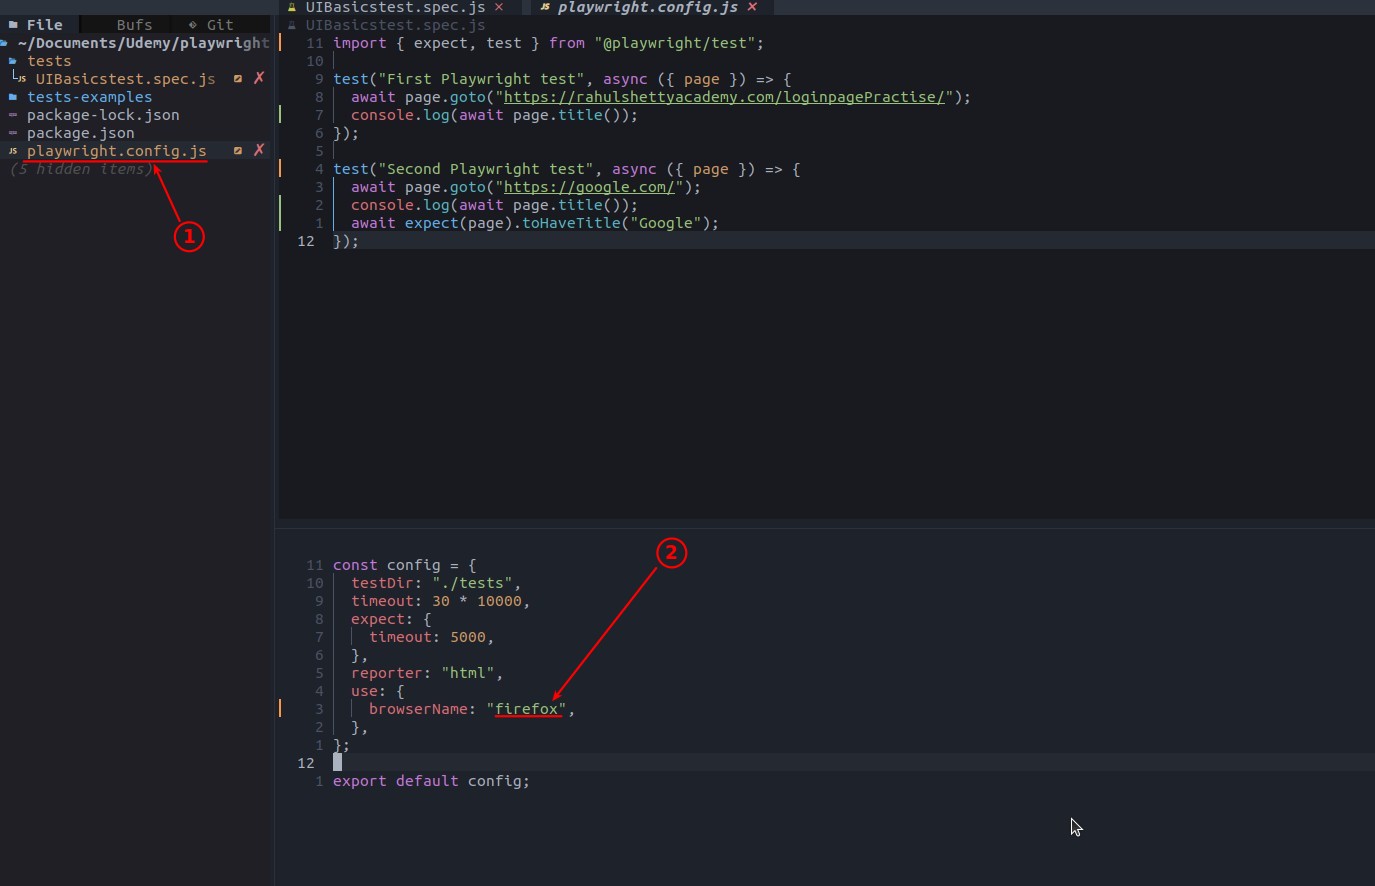 File Bufs Git
~/Documents/Udemy/playwright
tests
UIBasicstest.spec.js
tests-examples
package-lock.json
package.json
playwright.config.js
(5 hidden items)
1
UIBasicstest.spec.js × playwright.config.js ×
UIBasicstest.spec.js
11 import { expect, test } from "@playwright/test";
10
9 test("First Playwright test", async ({ page }) => {
8 await page.goto("https://rahulshettyacademy.com/loginpagePractise/");
7 console.log(await page.title());
6 });
5
4 test("Second Playwright test", async ({ page }) => {
3 await page.goto("https://google.com/");
2 console.log(await page.title());
1 await expect(page).toHaveTitle("Google");
12 });
2
11 const config = {
10 testDir: "./tests",
9 timeout: 30 * 10000,
8 expect: {
7 timeout: 5000,
6 },
5 reporter: "html",
4 use: {
3 browserName: "firefox",
2 },
1 };
12
1 export default config;